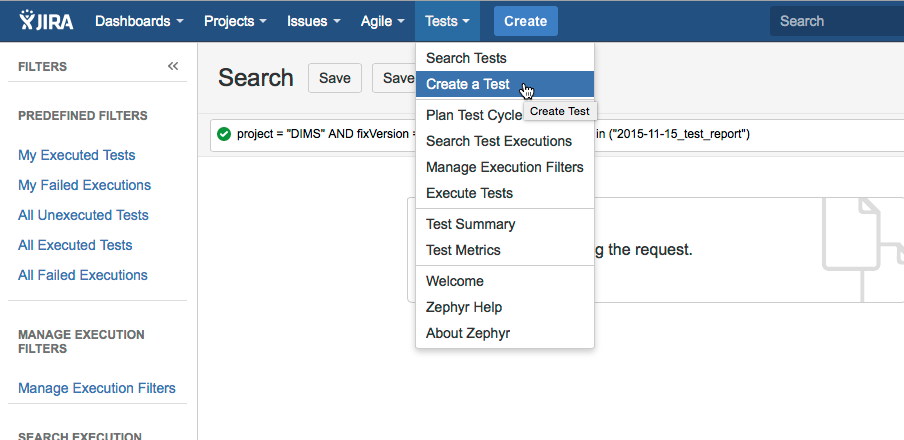 JIRA Dashboards Projects Issues Agile Tests Create Search
FILTERS
PREDEFINED FILTERS
My Executed Tests
My Failed Executions
All Unexecuted Tests
All Executed Tests
All Failed Executions
MANAGE EXECUTION
FILTERS
Manage Execution Filters
SEARCH EXECUTION
Search Save Save
project = "DIMS" AND fixVersion = in ("2015-11-15_test_report")
the request.
Search Tests
Create a Test
Create Test
Plan Test Cycle
Search Test Executions
Manage Execution Filters
Execute Tests
Test Summary
Test Metrics
Welcome
Zephyr Help
About Zephyr